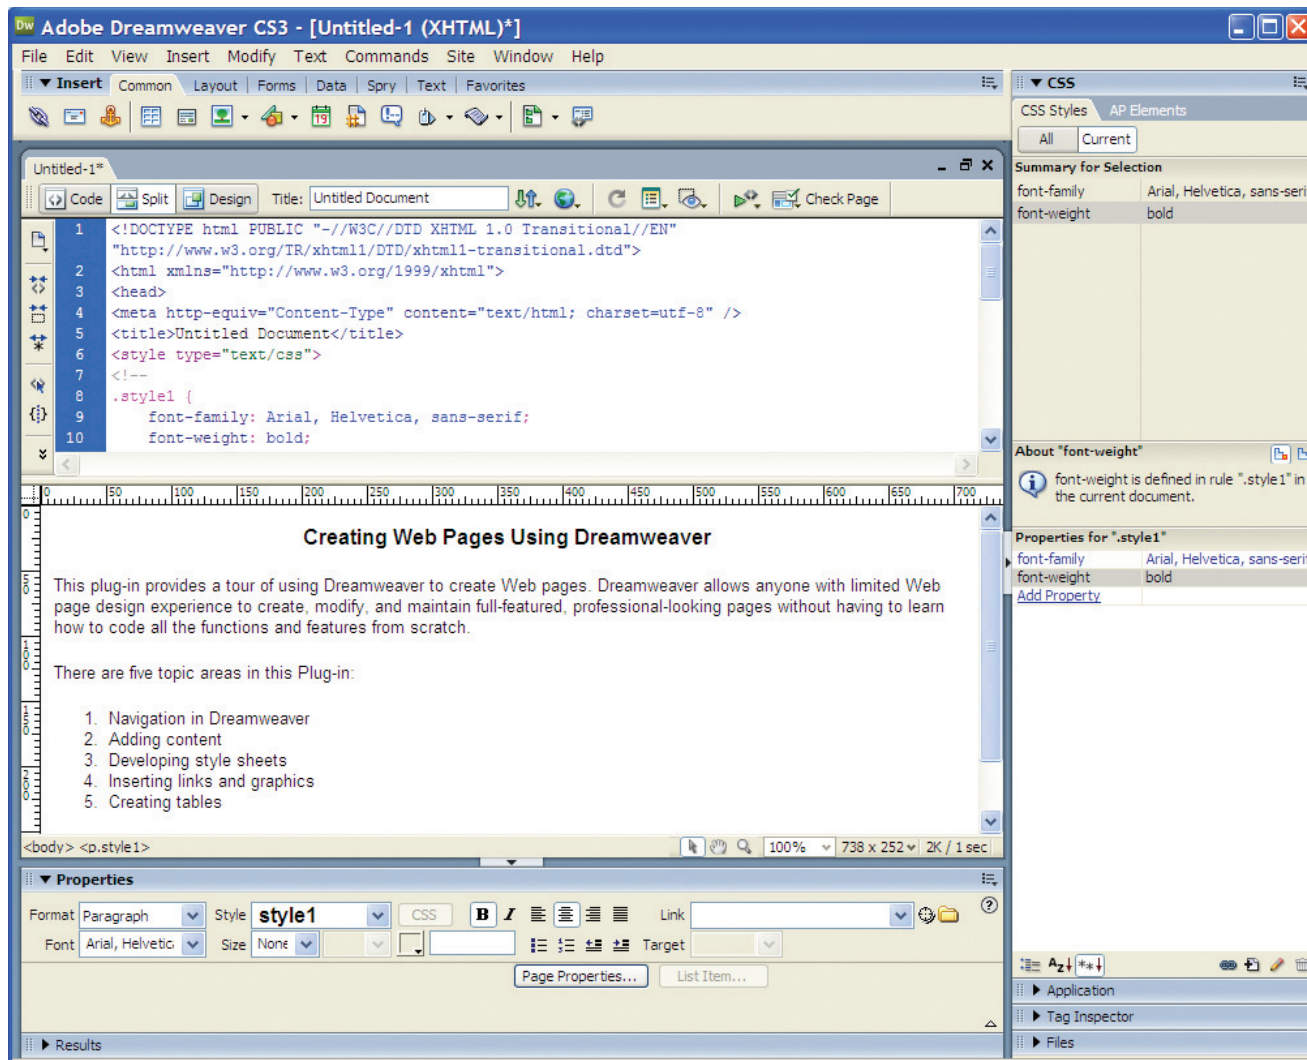 Dw Adobe Dreamweaver CS3 - [Untitled-1 (XHTML)*]
File Edit View Insert Modify Text Commands Site Window Help
Insert Common Layout Forms Data Spry Text Favorites
19
Untitled-1*
Code Split Design Title: Untitled Document Check Page
1 <!DOCTYPE html PUBLIC "-//W3C//DTD XHTML 1.0 Transitional//EN"
"http://www.w3.org/TR/xhtml1/DTD/xhtml1-transitional.dtd">
2 <html xmlns="http://www.w3.org/1999/xhtml">
3 <head>
4 <meta http-equiv="Content-Type" content="text/html; charset=utf-8" />
5 <title>Untitled Document</title>
6 <style type="text/css">
7 <!--
8 .style1 {
9 font-family: Arial, Helvetica, sans-serif;
10 font-weight: bold;
0 50 100 150 200 250 300 350 400 450 500 550 600 650 700
0
50
100
150
200
Creating Web Pages Using Dreamweaver
This plug-in provides a tour of using Dreamweaver to create Web pages. Dreamweaver allows anyone with limited Web
page design experience to create, modify, and maintain full-featured, professional-looking pages without having to learn
how to code all the functions and features from scratch.
There are five topic areas in this Plug-in:
1. Navigation in Dreamweaver
2. Adding content
3. Developing style sheets
4. Inserting links and graphics
5. Creating tables
<body> <p.style1> 100% 738 x 252 2K / 1 sec
Properties
Format Paragraph Style style1 CSS B I Link
Font Arial, Helvetic Size None Target
Page Properties... List Item...
Results
CSS
CSS Styles AP Elements
All Current
Summary for Selection
font-family Arial, Helvetica, sans-seri
font-weight bold
About "font-weight"
font-weight is defined in rule ".style1" in
the current document.
Properties for ".style1"
font-family Arial, Helvetica, sans-serif
font-weight bold
Add Property
AZ **
Application
Tag Inspector
Files